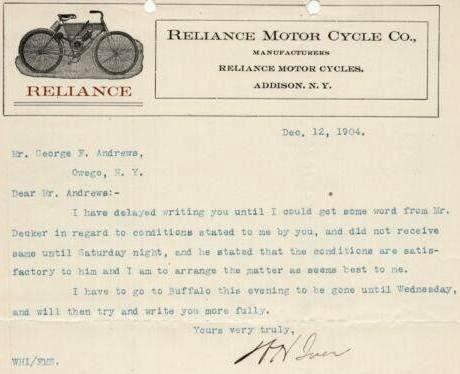 RELIANCE MOTOR CYCLE CO.,
MANUFACTURERS
RELIANCE MOTOR CYCLES.
ADDISON. N. Y.
RELIANCE
Dec. 12, 1904.
Mr. George F. Andrews,
Owego, N. Y.
Dear Mr. Andrews:-
I have delayed writing you until I could get some word from Mr.
Decker in regard to conditions stated to me by you, and did not receive
same until Saturday night, and he stated that the conditions are satis-
factory to him and I am to arrange the matter as seems best to me.
I have to go to Buffalo this evening to be gone until Wednesday,
and will then try and write you more fully.
Yours very truly,
WHI/EMS.